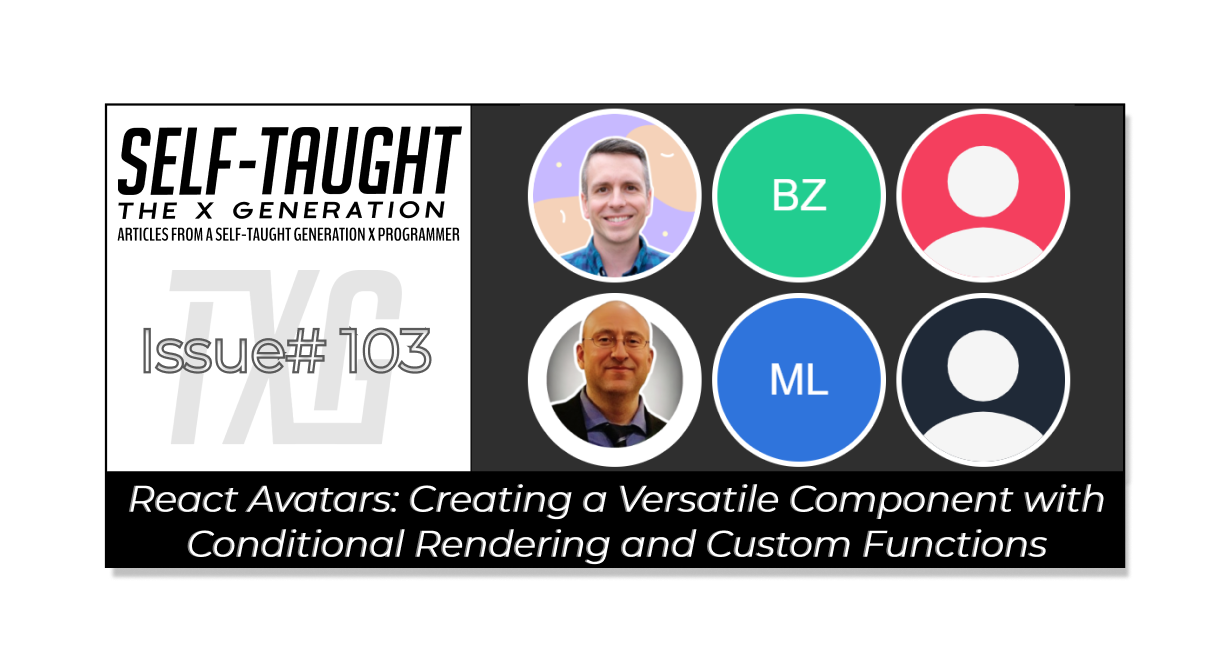 SELF-TAUGHT
THE X GENERATION
ARTICLES FROM A SELF-TAUGHT GENERATION X PROGRAMMER
TXG
Issue# 103
BZ
ML
React Avatars: Creating a Versatile Component with
Conditional Rendering and Custom Functions